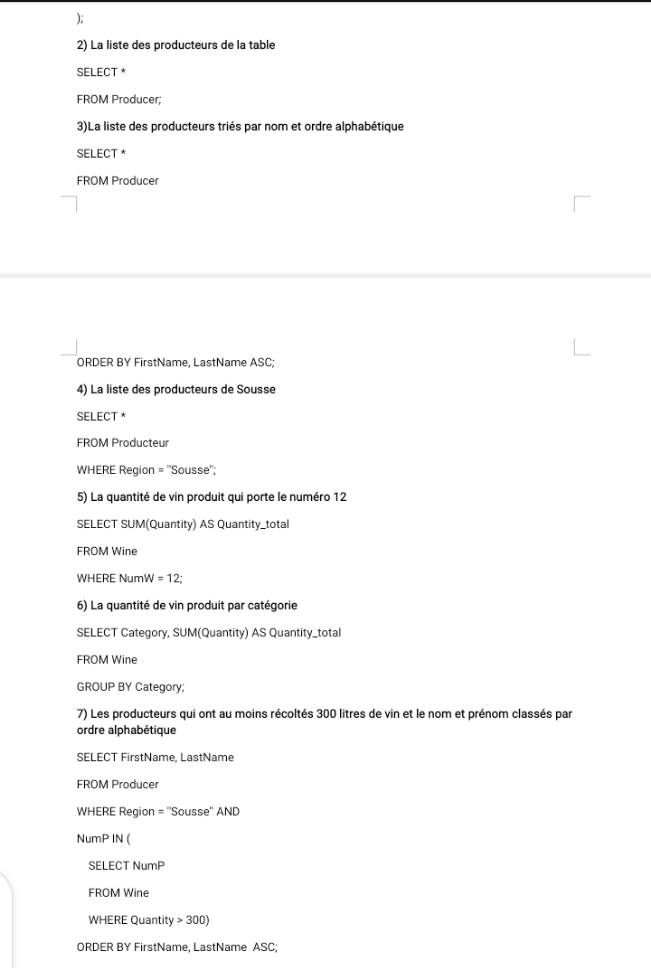 );
2) La liste des producteurs de la table
SELECT *
FROM Producer;
3)La liste des producteurs triés par nom et ordre alphabétique
SELECT *
FROM Producer
ORDER BY FirstName, LastName ASC;
4) La liste des producteurs de Sousse
SELECT *
FROM Producteur
WHERE Region = "Sousse";
5) La quantité de vin produit qui porte le numéro 12
SELECT SUM(Quantity) AS Quantity_total
FROM Wine
WHERE NumW = 12;
6) La quantité de vin produit par catégorie
SELECT Category, SUM(Quantity) AS Quantity_total
FROM Wine
GROUP BY Category;
7) Les producteurs qui ont au moins récoltés 300 litres de vin et le nom et prénom classés par
ordre alphabétique
SELECT FirstName, LastName
FROM Producer
WHERE Region = "Sousse" AND
NumP IN (
SELECT NumP
FROM Wine
WHERE Quantity > 300)
ORDER BY FirstName, LastName  ASC;